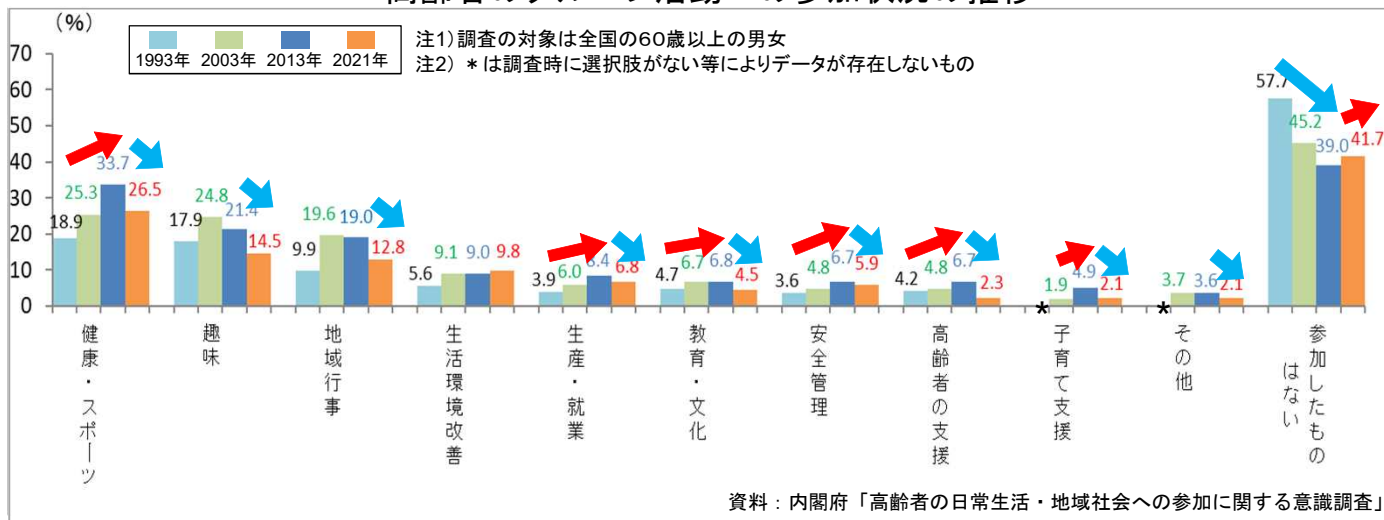 (%)
1993年 2003年 2013年 2021年
注1)調査の対象は全国の60歳以上の男女
注2) *は調査時に選択肢がない等によりデータが存在しないもの
70
60
50
40
30
20
10
0
18.9 25.3 33.7 26.5
17.9 24.8 21.4 14.5
9.9 19.6 19.0 12.8
5.6 9.1 9.0 9.8
3.9 6.0 8.4 6.8
4.7 6.7 6.8 4.5
3.6 4.8 6.7 5.9
4.2 4.8 6.7 2.3
* 1.9 4.9 2.1
* 3.7 3.6 2.1
57.7 45.2 39.0 41.7
健康・スポーツ
趣味
地域行事
生活環境改善
生産・就業
教育・文化
安全管理
高齢者の支援
子育て支援
その他
参加したもの
はない
資料:内閣府「高齢者の日常生活・地域社会への参加に関する意識調査」